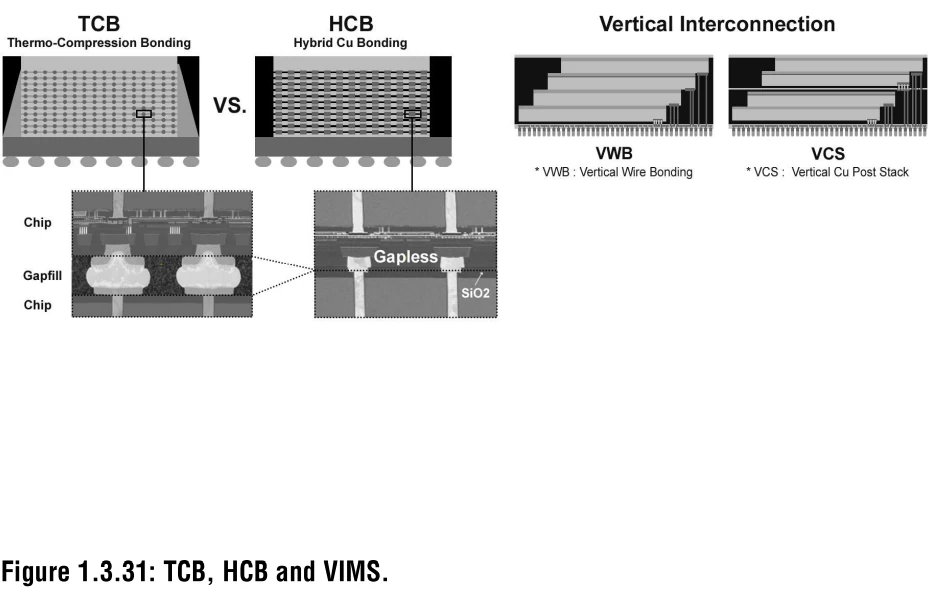 TCB
Thermo-Compression Bonding
VS.
HCB
Hybrid Cu Bonding
Vertical Interconnection
VWB
* VWB : Vertical Wire Bonding
VCS
* VCS : Vertical Cu Post Stack
Chip
Gapfill
Chip
Gapless
SiO2
Figure 1.3.31: TCB, HCB and VIMS.